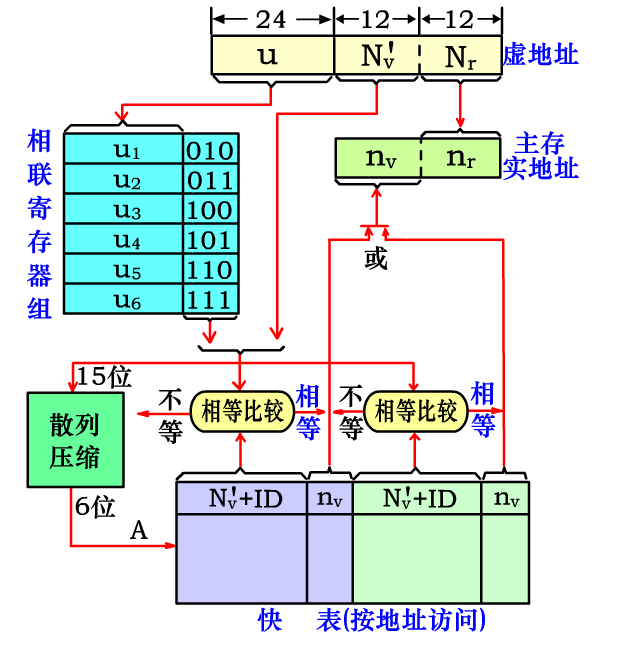 24 12 12
u N'v Nr 虚地址
相联寄存器组
u1 010
u2 011
u3 100
u4 101
u5 110
u6 111
nv nr 主存实地址
或
15位
散列压缩
不等 相等比较 相等 不等 相等比较 相等
6位
A
N'v+ID nv N'v+ID nv
快 表(按地址访问)